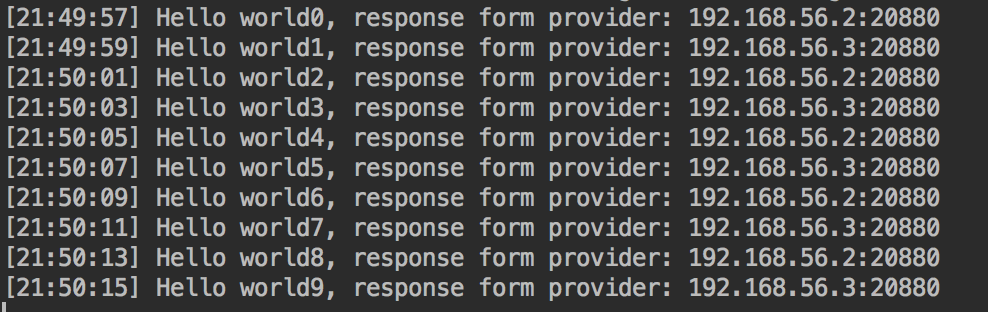 [21:49:57] Hello world0, response form provider: 192.168.56.2:20880
[21:49:59] Hello world1, response form provider: 192.168.56.3:20880
[21:50:01] Hello world2, response form provider: 192.168.56.2:20880
[21:50:03] Hello world3, response form provider: 192.168.56.3:20880
[21:50:05] Hello world4, response form provider: 192.168.56.2:20880
[21:50:07] Hello world5, response form provider: 192.168.56.3:20880
[21:50:09] Hello world6, response form provider: 192.168.56.2:20880
[21:50:11] Hello world7, response form provider: 192.168.56.3:20880
[21:50:13] Hello world8, response form provider: 192.168.56.2:20880
[21:50:15] Hello world9, response form provider: 192.168.56.3:20880